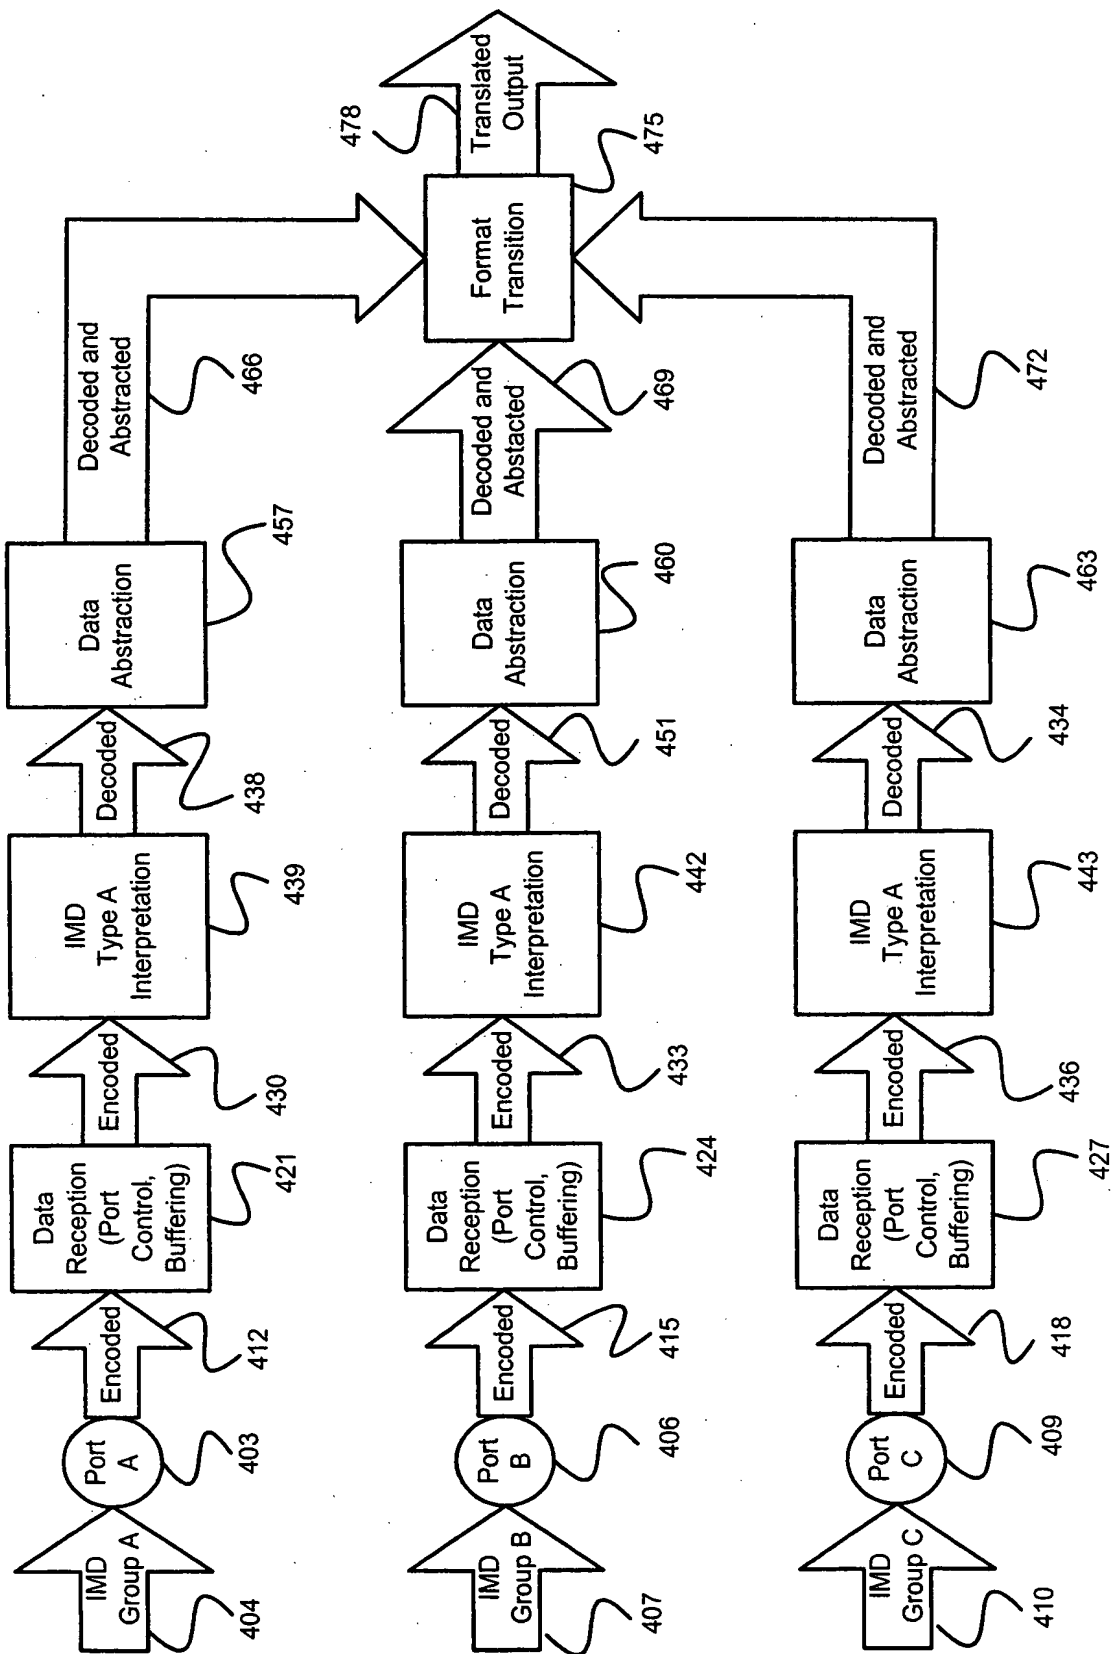 IMD
Group A
404
Port
A
403
Encoded
412
Data
Reception
(Port
Control,
Buffering)
421
Encoded
430
IMD
Type A
Interpretation
439
Decoded
438
Data
Abstraction
457
Decoded and
Abstracted
466
IMD
Group B
407
Port
B
406
Encoded
415
Data
Reception
(Port
Control,
Buffering)
424
Encoded
433
IMD
Type A
Interpretation
442
Decoded
451
Data
Abstraction
460
Decoded and
Abstacted
469
Format
Transition
475
Translated
Output
478
IMD
Group C
410
Port
C
409
Encoded
418
Data
Reception
(Port
Control,
Buffering)
427
Encoded
436
IMD
Type A
Interpretation
443
Decoded
434
Data
Abstraction
463
Decoded and
Abstracted
472